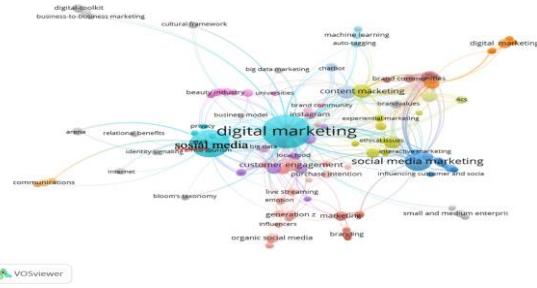 digital toolkit
business-to-business marketing
cultural framework
machine learning
auto-tagging
digital marketing
big data marketing
chatbot
brand communities
beauty industry
universities
content marketing
4cs
brand community
brand values
business model
instagram
experiential marketing
privacy
digital marketing
arena
relational benefits
social media
big data
ethical issues
identity signaling
interactive marketing
local food
customer engagement
social media marketing
internet
purchase intention
influencing customer and socia
communications
bloom's taxonomy
live streaming
emotion
generation z
marketing
small and medium enterpris
influencers
organic social media
branding
VOSviewer